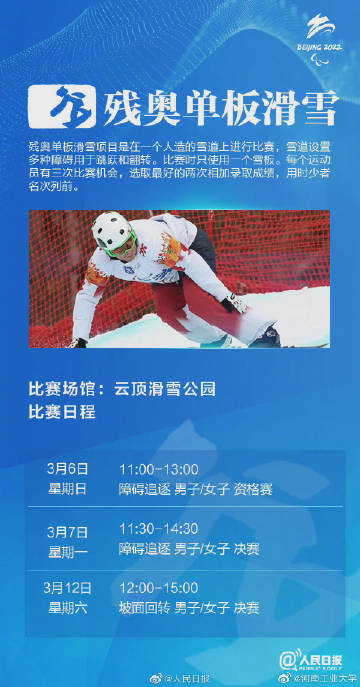 BEIJING 2022
残奥单板滑雪
残奥单板滑雪项目是在一个人造的雪道上进行比赛，雪道设置
多种障碍用于跳跃和翻转。比赛时只使用一个雪板。每个运动
员有三次比赛机会，选取最好的两次相加录取成绩，用时少者
名次列前。
比赛场馆：云顶滑雪公园
比赛日程
3月6日 11:00-13:00
星期日 障碍追逐 男子/女子 资格赛
3月7日 11:30-14:30
星期一 障碍追逐 男子/女子 决赛
3月12日 12:00-15:00
星期六 坡面回转 男子/女子 决赛
@人民日报
@人民日报
@河南工业大学